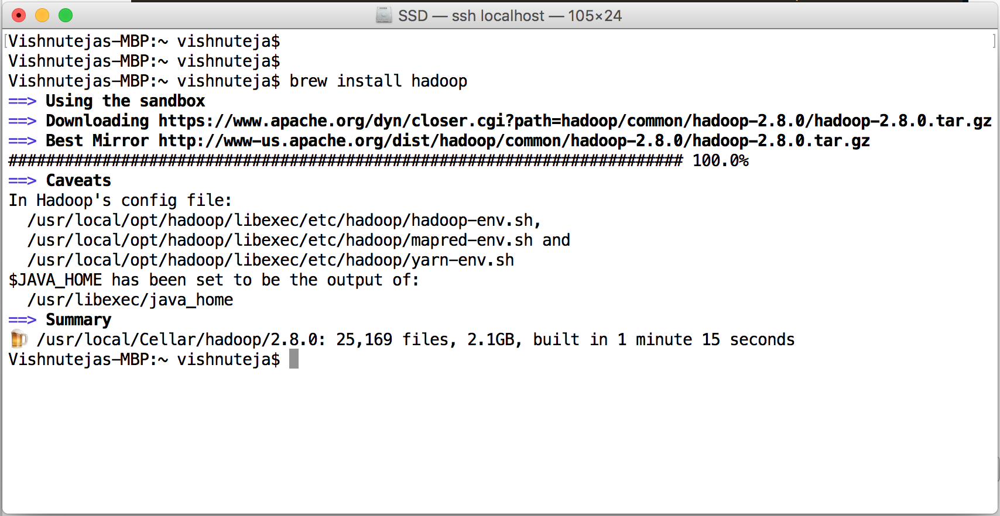 SSD — ssh localhost — 105×24
[Vishnutejas-MBP:~ vishnuteja$ ]
Vishnutejas-MBP:~ vishnuteja$
Vishnutejas-MBP:~ vishnuteja$ brew install hadoop
==> Using the sandbox
==> Downloading https://www.apache.org/dyn/closer.cgi?path=hadoop/common/hadoop-2.8.0/hadoop-2.8.0.tar.gz
==> Best Mirror http://www-us.apache.org/dist/hadoop/common/hadoop-2.8.0/hadoop-2.8.0.tar.gz
######################################################################## 100.0%
==> Caveats
In Hadoop's config file:
  /usr/local/opt/hadoop/libexec/etc/hadoop/hadoop-env.sh,
  /usr/local/opt/hadoop/libexec/etc/hadoop/mapred-env.sh and
  /usr/local/opt/hadoop/libexec/etc/hadoop/yarn-env.sh
$JAVA_HOME has been set to be the output of:
  /usr/libexec/java_home
==> Summary
🍺 /usr/local/Cellar/hadoop/2.8.0: 25,169 files, 2.1GB, built in 1 minute 15 seconds
Vishnutejas-MBP:~ vishnuteja$